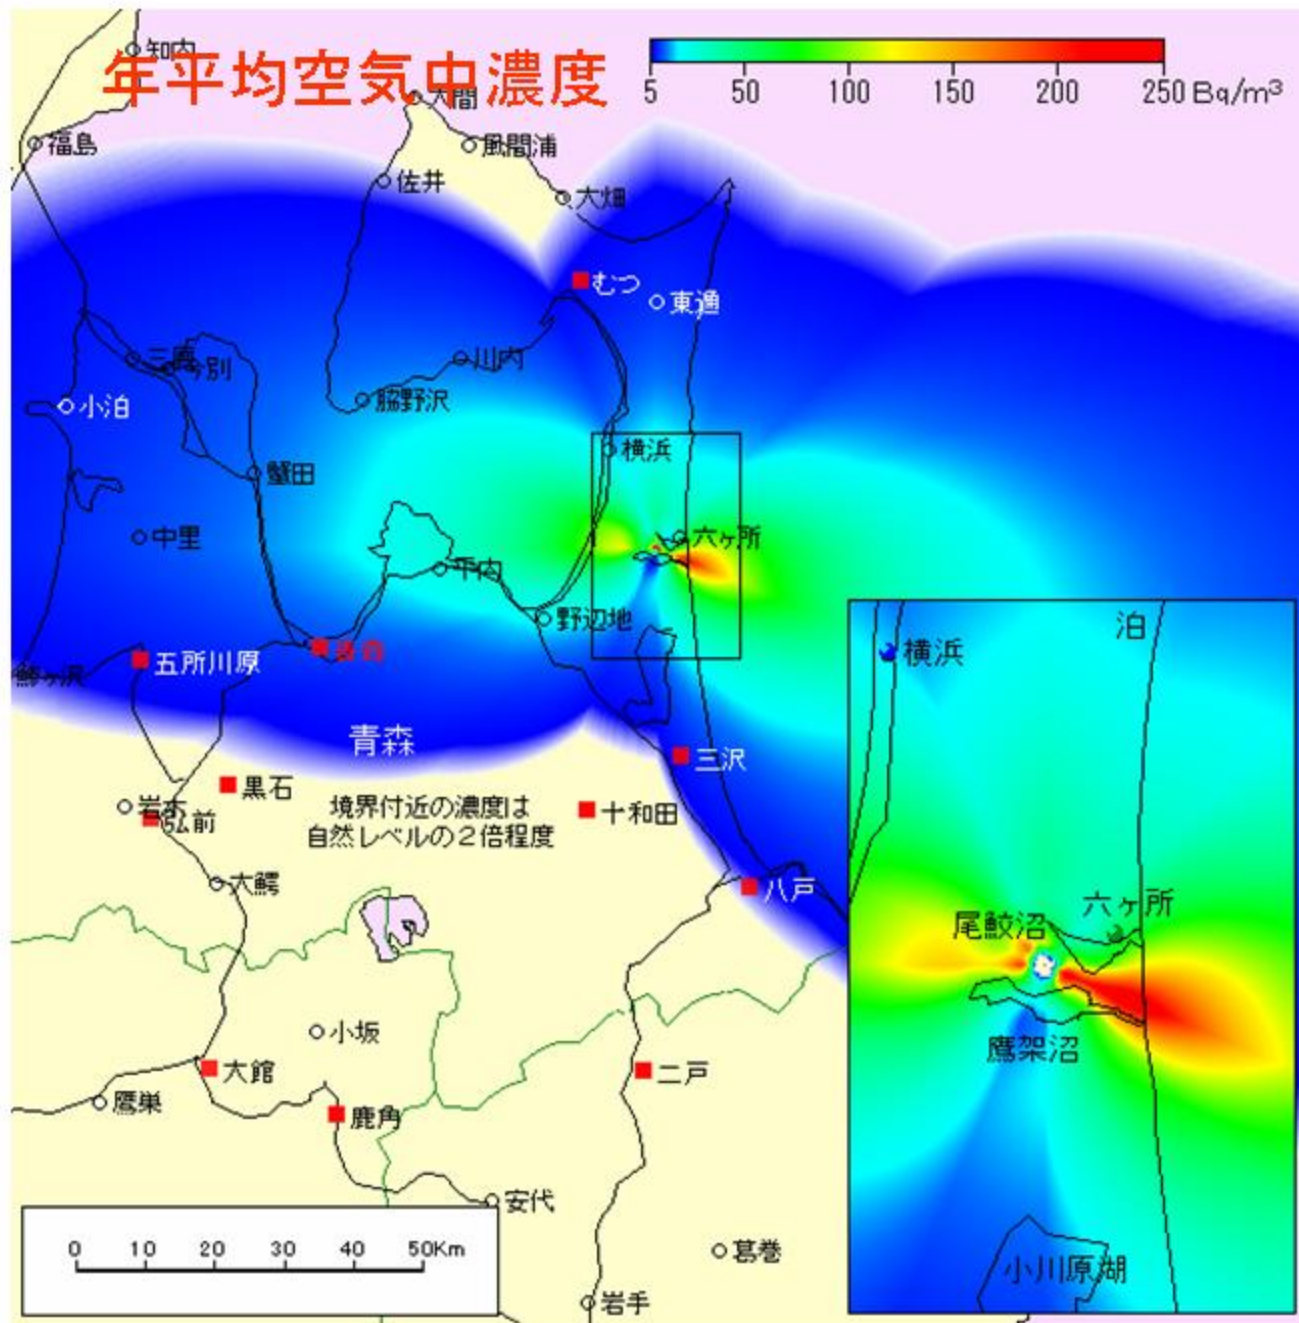 年平均空気中濃度
5 50 100 150 200 250 Bq/m³
知内
大間
福島
風間浦
佐井
大畑
むつ
東通
三厩
今別
川内
小泊
脇野沢
横浜
蟹田
中里
六ヶ所
平内
野辺地
五所川原
鯵ヶ沢
青森
三沢
黒石
岩木
弘前
境界付近の濃度は
自然レベルの2倍程度
十和田
八戸
大鰐
小坂
大館
二戸
鷹巣
鹿角
安代
葛巻
岩手
0 10 20 30 40 50Km
泊
横浜
六ヶ所
尾鮫沼
鷹架沼
小川原湖